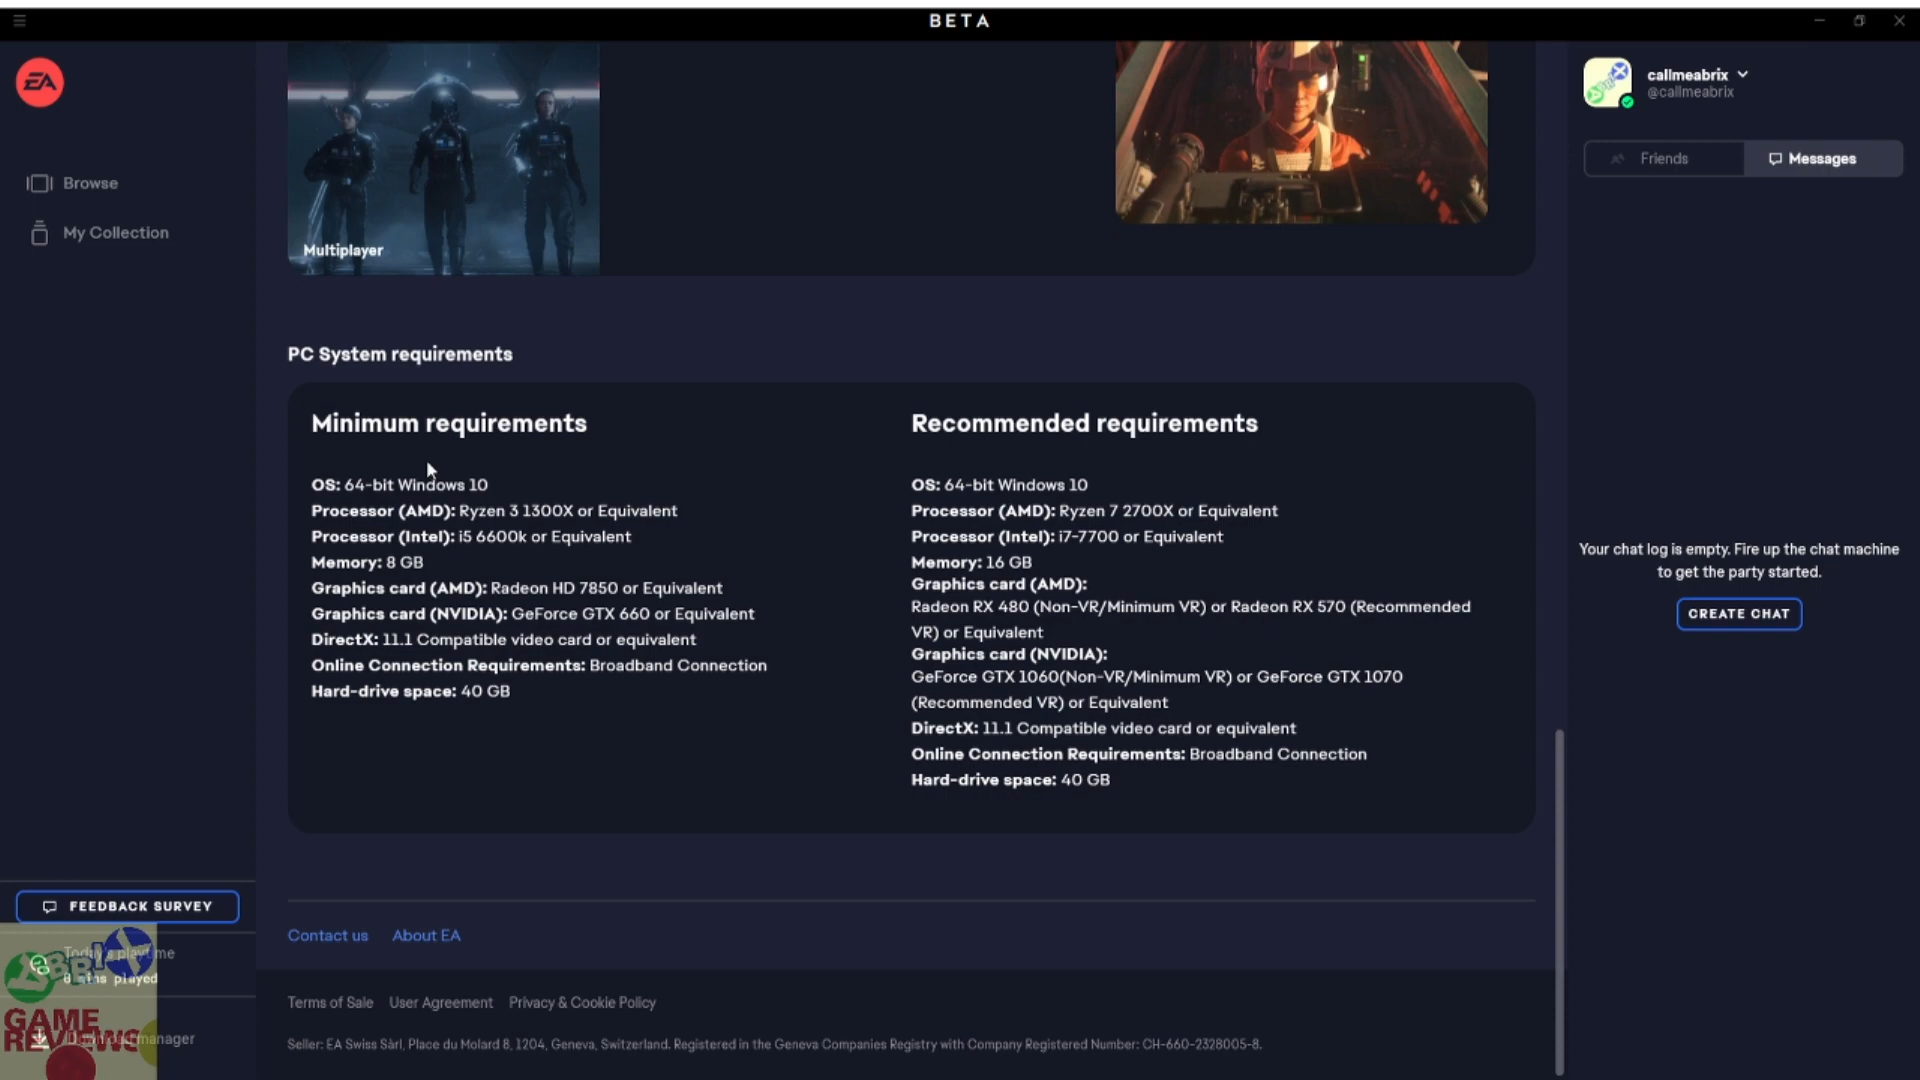 BETA
EA
callmeabrix
@callmeabrix
Friends
Messages
Browse
My Collection
Multiplayer
PC System requirements
Minimum requirements
OS: 64-bit Windows 10
Processor (AMD): Ryzen 3 1300X or Equivalent
Processor (Intel): i5 6600k or Equivalent
Memory: 8 GB
Graphics card (AMD): Radeon HD 7850 or Equivalent
Graphics card (NVIDIA): GeForce GTX 660 or Equivalent
DirectX: 11.1 Compatible video card or equivalent
Online Connection Requirements: Broadband Connection
Hard-drive space: 40 GB
Recommended requirements
OS: 64-bit Windows 10
Processor (AMD): Ryzen 7 2700X or Equivalent
Processor (Intel): i7-7700 or Equivalent
Memory: 16 GB
Graphics card (AMD):
Radeon RX 480 (Non-VR/Minimum VR) or Radeon RX 570 (Recommended
VR) or Equivalent
Graphics card (NVIDIA):
GeForce GTX 1060(Non-VR/Minimum VR) or GeForce GTX 1070
(Recommended VR) or Equivalent
DirectX: 11.1 Compatible video card or equivalent
Online Connection Requirements: Broadband Connection
Hard-drive space: 40 GB
Your chat log is empty. Fire up the chat machine
to get the party started.
CREATE CHAT
FEEDBACK SURVEY
Today's playtime
played
GAME
REVIEWS
manager
Contact us
About EA
Terms of Sale
User Agreement
Privacy & Cookie Policy
Seller: EA Swiss Sàrl, Place du Molard 8, 1204, Geneva, Switzerland. Registered in the Geneva Companies Registry with Company Registered Number: CH-660-2328005-8.